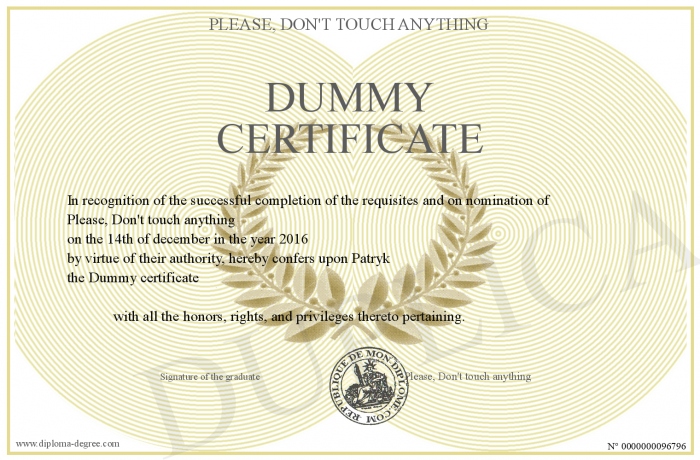 PLEASE, DON'T TOUCH ANYTHING
DUMMY
CERTIFICATE
In recognition of the successful completion of the requisites and on nomination of
Please, Don't touch anything
on the 14th of december in the year 2016
by virtue of their authority, hereby confers upon Patryk
the Dummy certificate
with all the honors, rights, and privileges thereto pertaining.
Signature of the graduate
REPUBLIQUE DE MON-DIPLOME.COM
Please, Don't touch anything
DUPLICATA
www.diploma-degree.com
N° 0000000096796